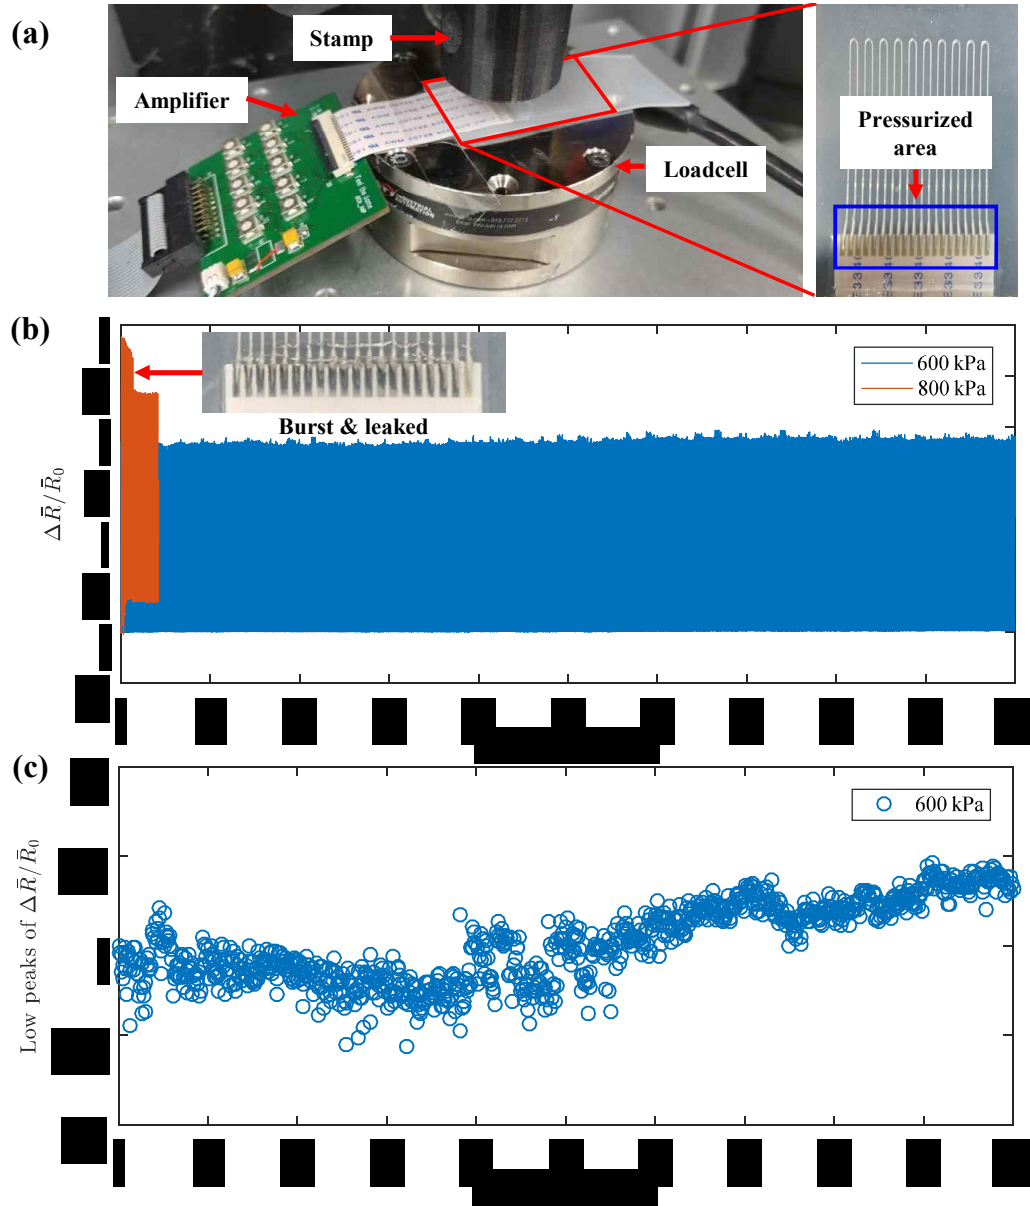 (a)
Stamp
Amplifier
Loadcell
Pressurized
area
(b)
600 kPa
800 kPa
Burst & leaked
ΔR̄/R̄₀
(c)
600 kPa
Low peaks of ΔR̄/R̄₀